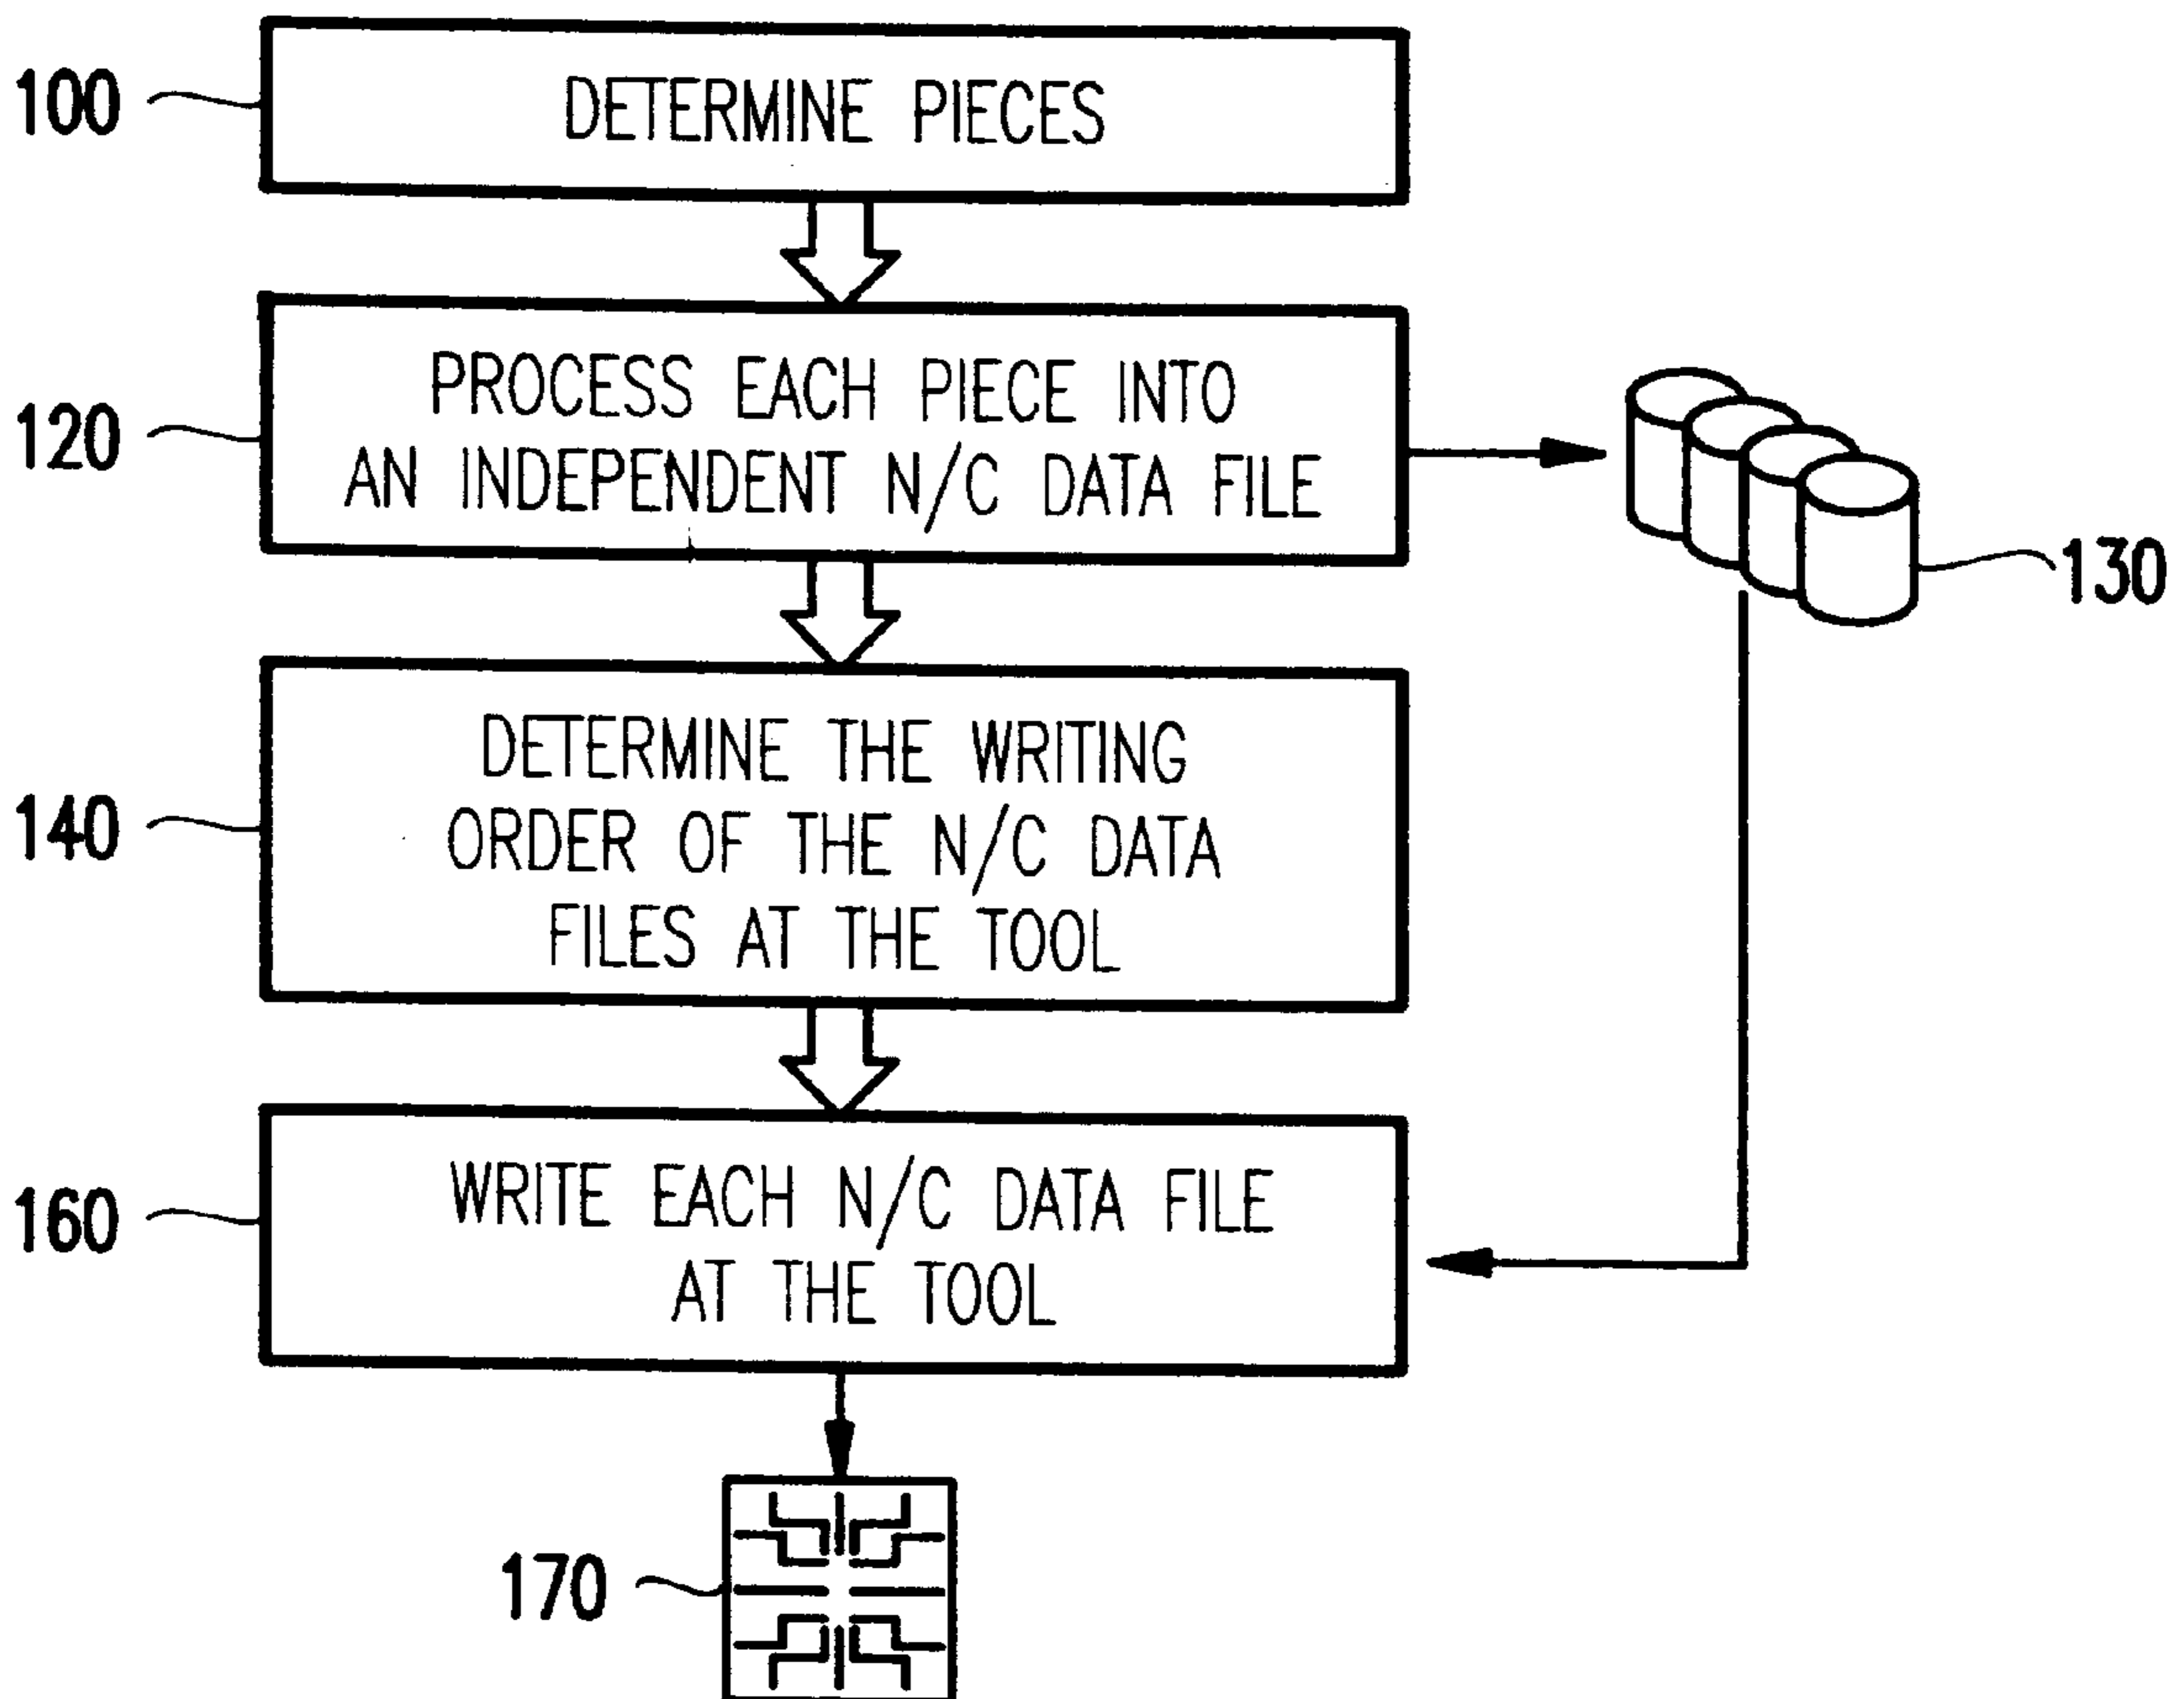 100
DETERMINE PIECES
120
PROCESS EACH PIECE INTO
AN INDEPENDENT N/C DATA FILE
130
140
DETERMINE THE WRITING
ORDER OF THE N/C DATA
FILES AT THE TOOL
160
WRITE EACH N/C DATA FILE
AT THE TOOL
170